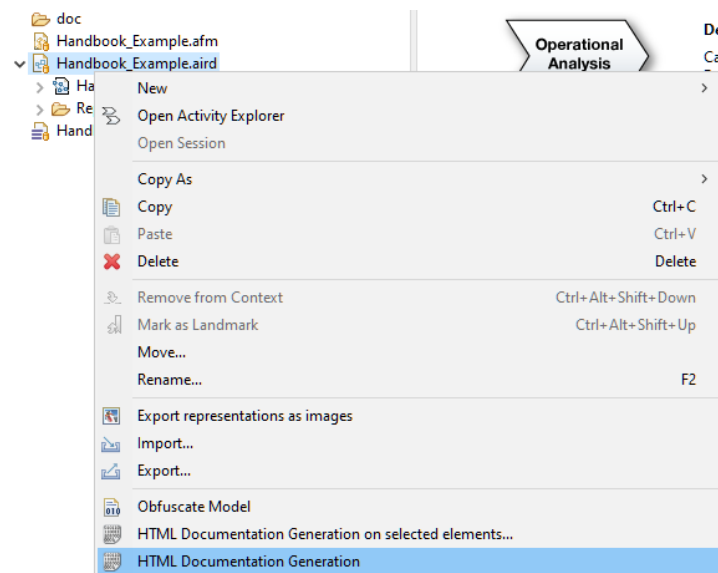 doc
Handbook_Example.afm
Handbook_Example.aird
Ha
Re
Hand
Operational
Analysis
De
Ca
New
Open Activity Explorer
Open Session
Copy As
Copy Ctrl+C
Paste Ctrl+V
Delete Delete
Remove from Context Ctrl+Alt+Shift+Down
Mark as Landmark Ctrl+Alt+Shift+Up
Move...
Rename... F2
Export representations as images
Import...
Export...
Obfuscate Model
HTML Documentation Generation on selected elements...
HTML Documentation Generation